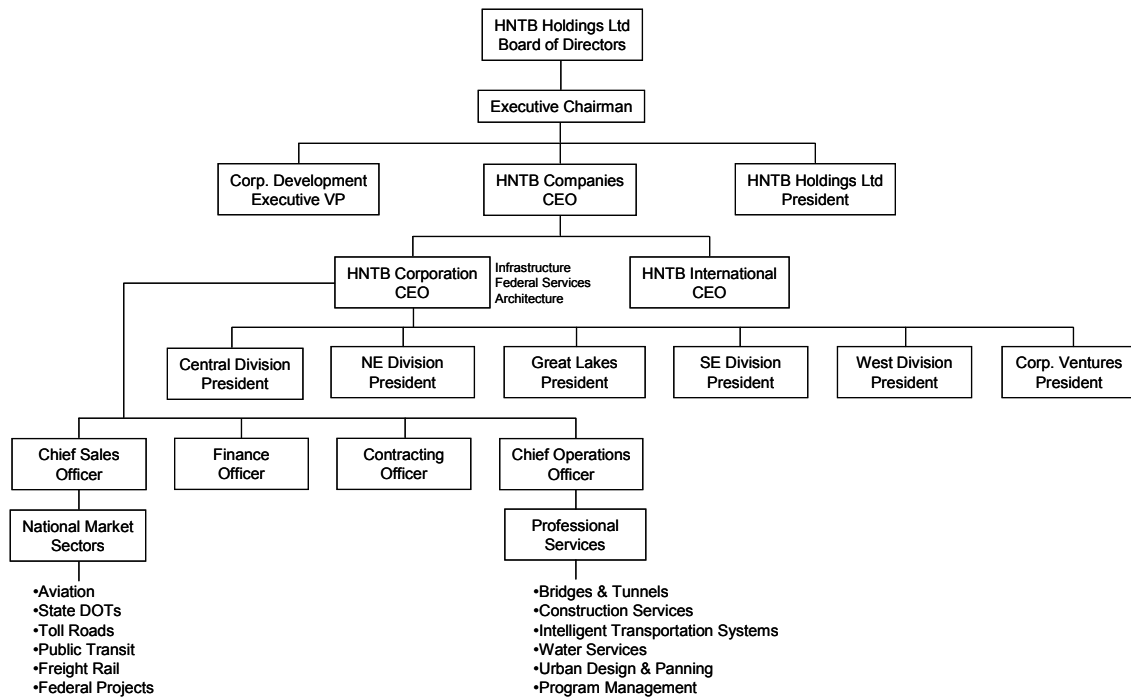 HNTB Holdings Ltd
Board of Directors
Executive Chairman
Corp. Development
Executive VP
HNTB Companies
CEO
HNTB Holdings Ltd
President
HNTB Corporation
CEO
Infrastructure
Federal Services
Architecture
HNTB International
CEO
Central Division
President
NE Division
President
Great Lakes
President
SE Division
President
West Division
President
Corp. Ventures
President
Chief Sales
Officer
Finance
Officer
Contracting
Officer
Chief Operations
Officer
National Market
Sectors
Professional
Services
•Aviation
•State DOTs
•Toll Roads
•Public Transit
•Freight Rail
•Federal Projects
•Bridges & Tunnels
•Construction Services
•Intelligent Transportation Systems
•Water Services
•Urban Design & Panning
•Program Management